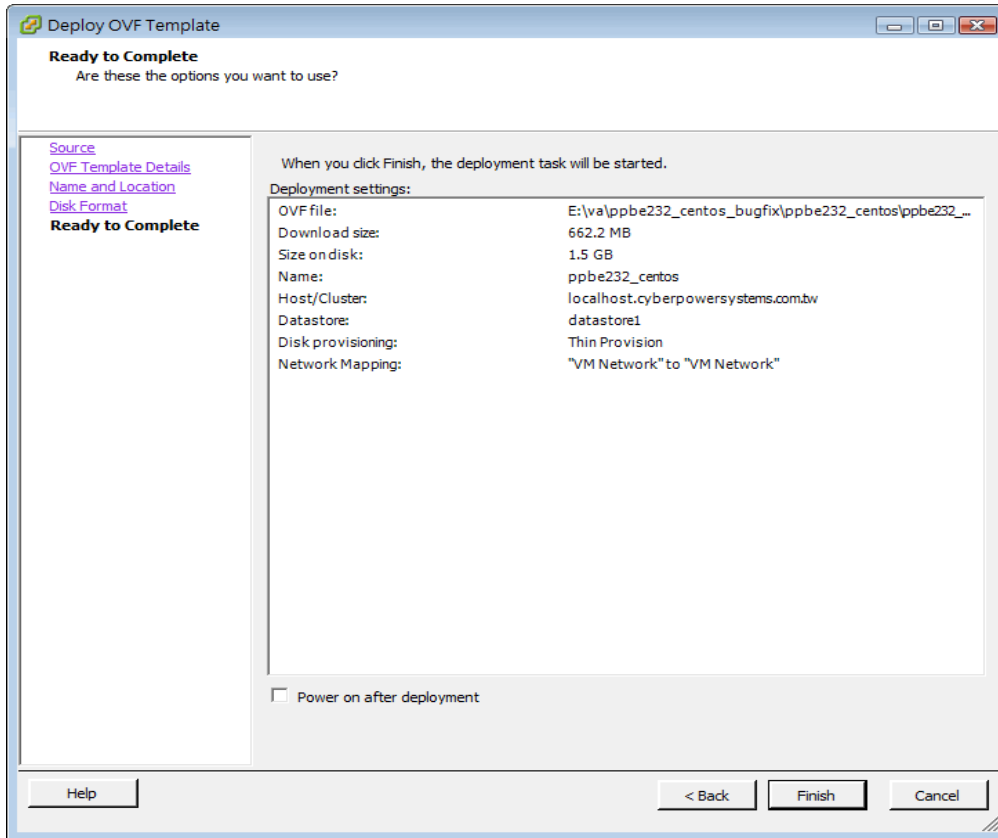 Deploy OVF Template
Ready to Complete
Are these the options you want to use?
Source
OVF Template Details
Name and Location
Disk Format
Ready to Complete
When you click Finish, the deployment task will be started.
Deployment settings:
OVF file: E:\va\ppbe232_centos_bugfix\ppbe232_centos\ppbe232_...
Download size: 662.2 MB
Size on disk: 1.5 GB
Name: ppbe232_centos
Host/Cluster: localhost.cyberpowersystems.com.tw
Datastore: datastore1
Disk provisioning: Thin Provision
Network Mapping: "VM Network" to "VM Network"
Power on after deployment
Help < Back Finish Cancel